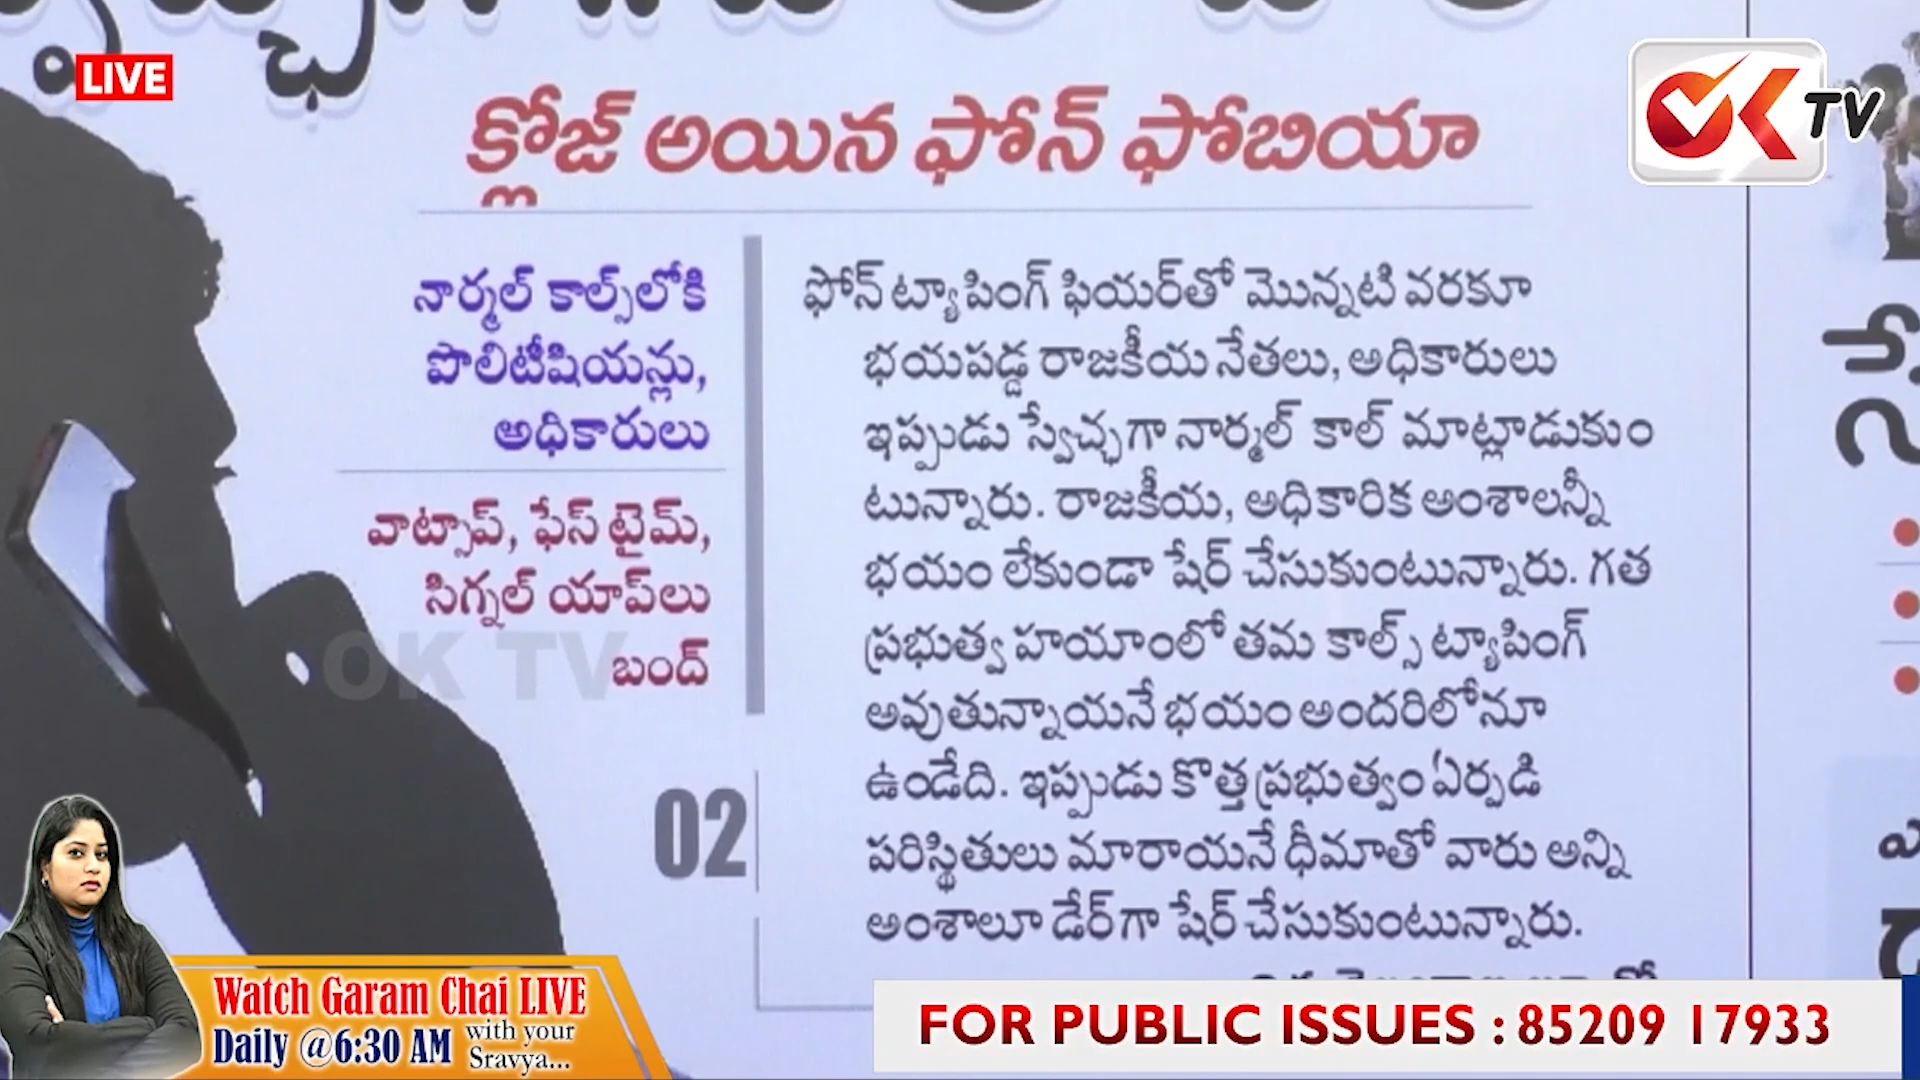 LIVE
OK TV
క్లోజ్ అయిన ఫోన్ ఫోబియా
నార్మల్ కాల్స్‌లోకి
పొలిటీషియన్లు,
అధికారులు
వాట్సాప్, ఫేస్ టైమ్,
సిగ్నల్ యాప్‌లు
బంద్
OK TV
02
ఫోన్ ట్యాపింగ్ ఫియర్‌తో మొన్నటి వరకూ
భయపడ్డ రాజకీయ నేతలు, అధికారులు
ఇప్పుడు స్వేచ్ఛగా నార్మల్ కాల్ మాట్లాడుకుం
టున్నారు. రాజకీయ, అధికారిక అంశాలన్నీ
భయం లేకుండా షేర్ చేసుకుంటున్నారు. గత
ప్రభుత్వ హయాంలో తమ కాల్స్ ట్యాపింగ్
అవుతున్నాయనే భయం అందరిలోనూ
ఉండేది. ఇప్పుడు కొత్త ప్రభుత్వం ఏర్పడి
పరిస్థితులు మారాయనే ధీమాతో వారు అన్ని
అంశాలూ డేర్‌గా షేర్ చేసుకుంటున్నారు.
Watch Garam Chai LIVE
Daily @6:30 AM with your
Sravya...
FOR PUBLIC ISSUES : 85209 17933